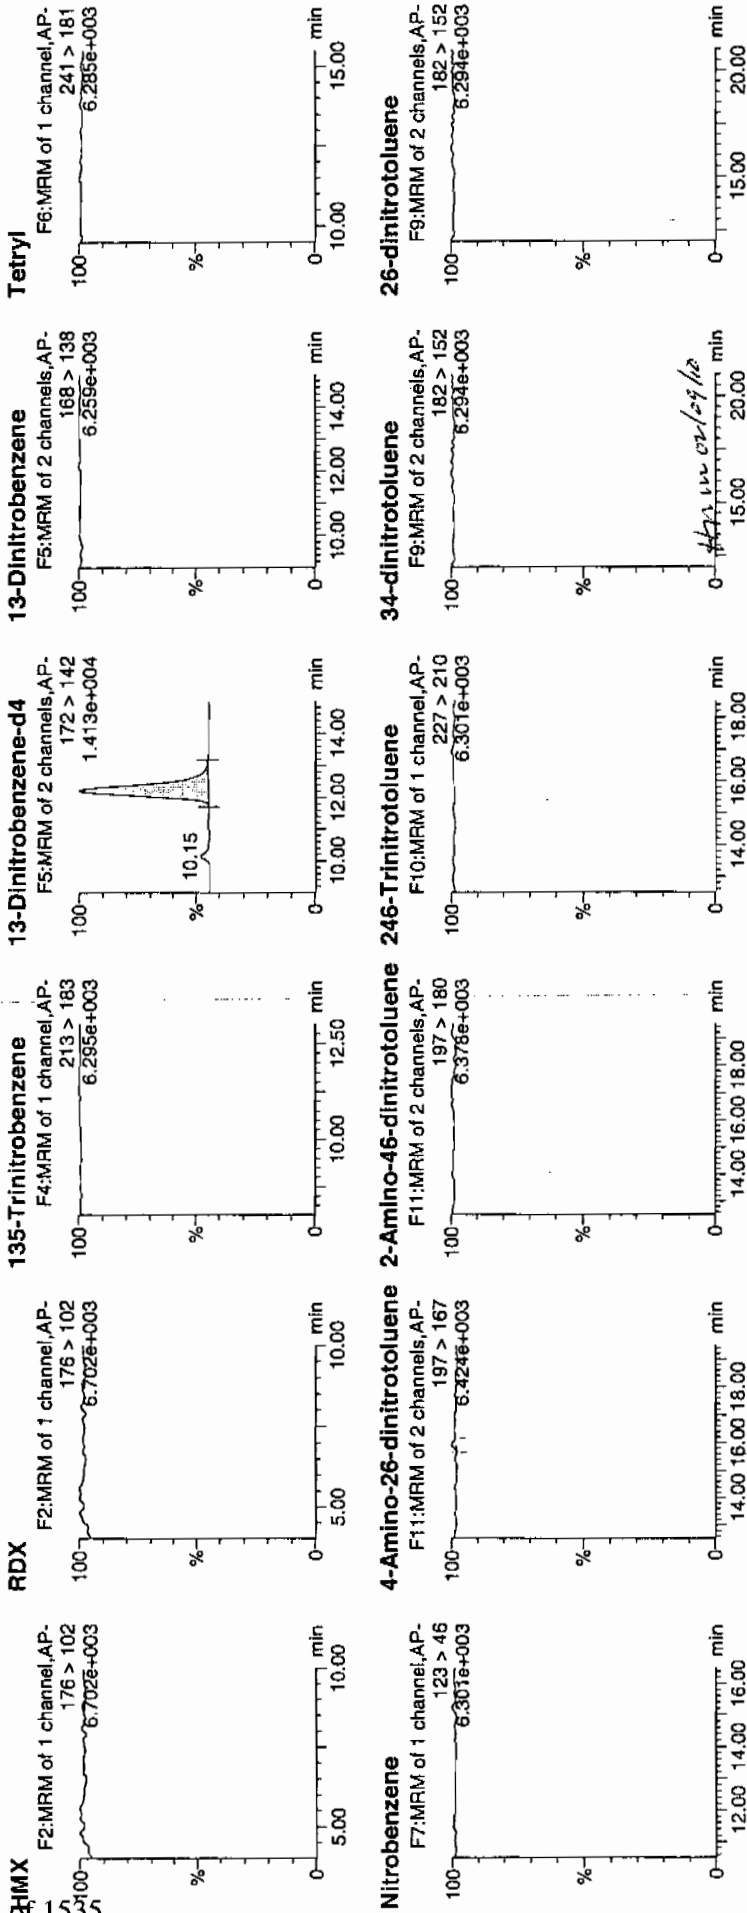 HMX
F2:MRM of 1 channel,AP-
176 > 102
6.702e+003
100
%
0
5.00 10.00 min
RDX
F2:MRM of 1 channel,AP-
176 > 102
6.702e+003
100
%
0
5.00 10.00 min
135-Trinitrobenzene
F4:MRM of 1 channel,AP-
213 > 183
6.295e+003
100
%
0
10.00 12.50 min
13-Dinitrobenzene-d4
F5:MRM of 2 channels,AP-
172 > 142
1.413e+004
100
%
10.15
0
10.00 12.00 14.00 min
13-Dinitrobenzene
F5:MRM of 2 channels,AP-
168 > 138
6.259e+003
100
%
0
10.00 12.00 14.00 min
Tetryl
F6:MRM of 1 channel,AP-
241 > 181
6.285e+003
100
%
0
10.00 15.00 min
Nitrobenzene
F7:MRM of 1 channel,AP-
123 > 46
6.301e+003
100
%
0
12.00 14.00 16.00 min
4-Amino-26-dinitrotoluene
F11:MRM of 2 channels,AP-
197 > 167
6.424e+003
100
%
0
14.00 16.00 18.00 min
2-Amino-46-dinitrotoluene
F11:MRM of 2 channels,AP-
197 > 180
6.378e+003
100
%
0
14.00 16.00 18.00 min
246-Trinitrotoluene
F10:MRM of 1 channel,AP-
227 > 210
6.301e+003
100
%
0
14.00 16.00 18.00 min
34-dinitrotoluene
F9:MRM of 2 channels,AP-
182 > 152
6.294e+003
100
%
02/09/10
0
15.00 20.00 min
26-dinitrotoluene
F9:MRM of 2 channels,AP-
182 > 152
6.294e+003
100
%
0
15.00 20.00 min
1535